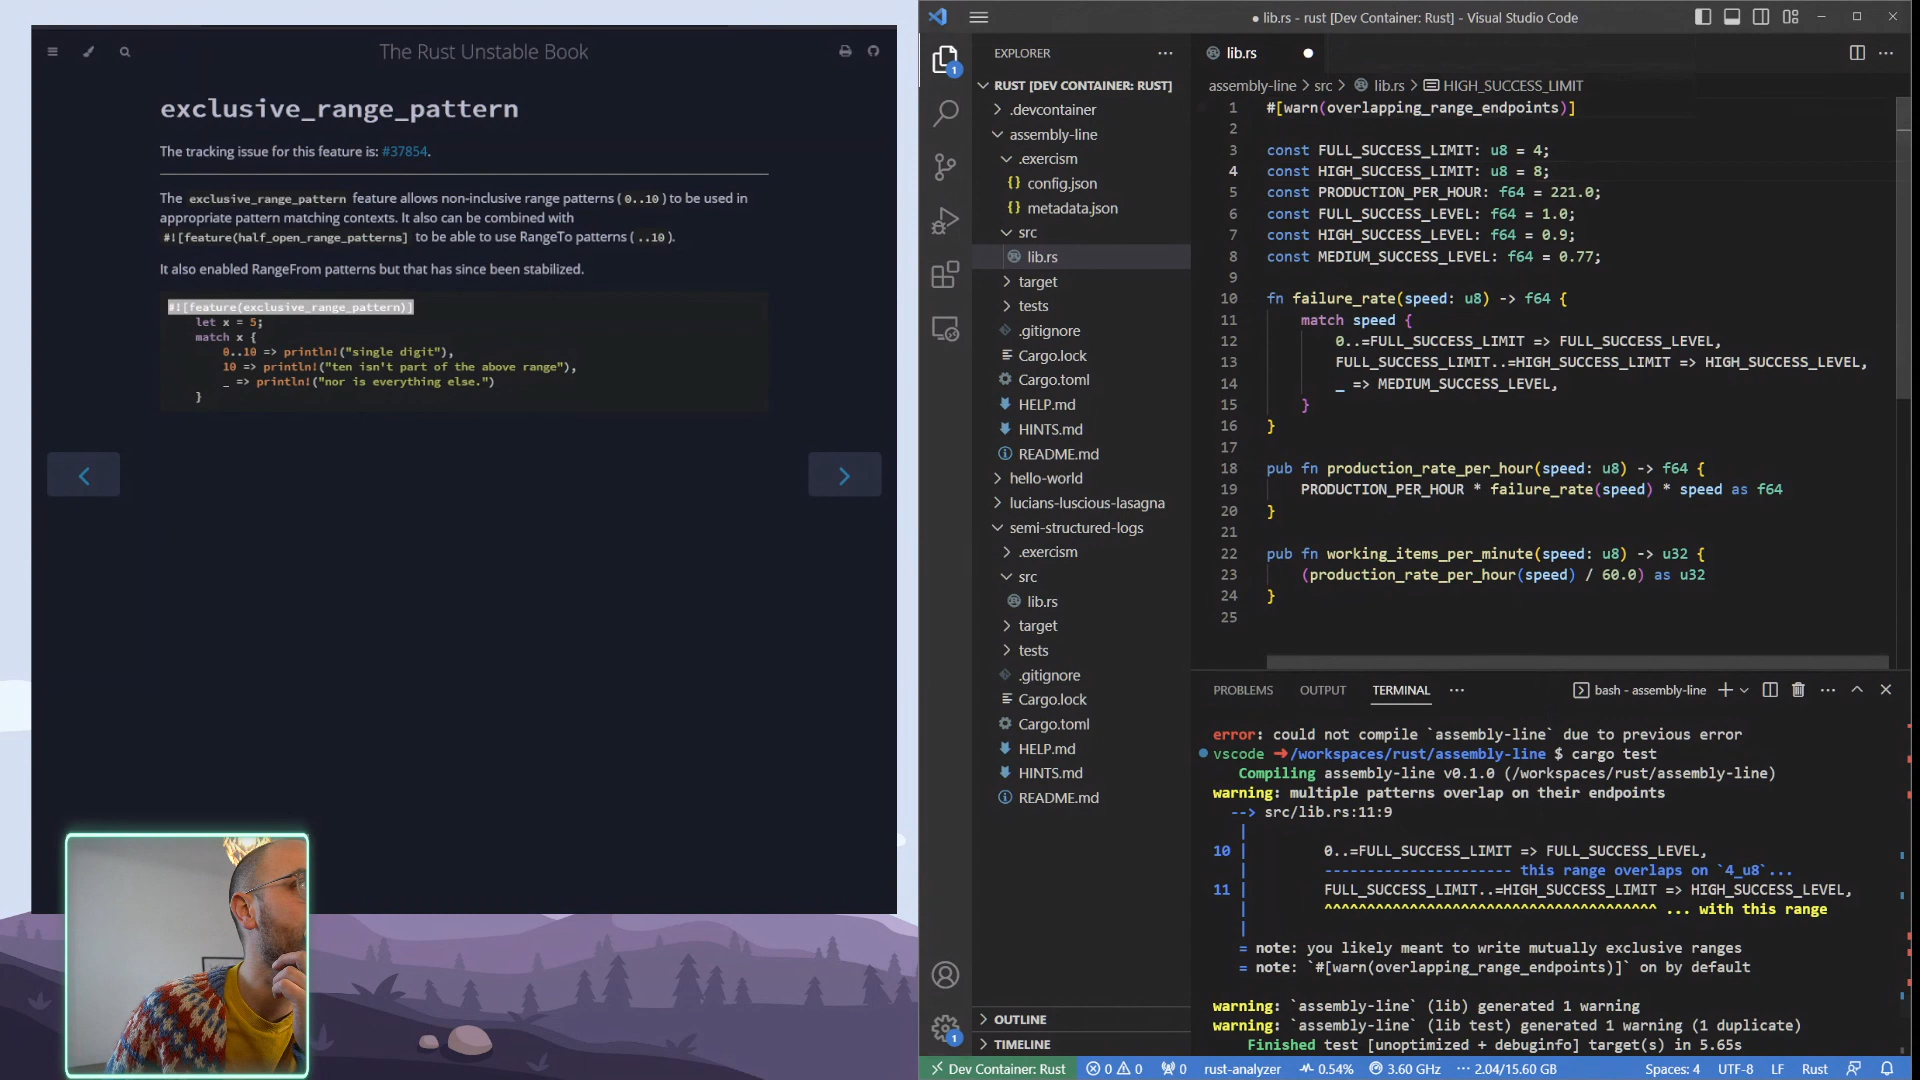 The Rust Unstable Book
exclusive_range_pattern
The tracking issue for this feature is: #37854.
The exclusive_range_pattern feature allows non-inclusive range patterns (0..10) to be used in
appropriate pattern matching contexts. It also can be combined with
#![feature(half_open_range_patterns] to be able to use RangeTo patterns (..10).
It also enabled RangeFrom patterns but that has since been stabilized.
#![feature(exclusive_range_pattern)]
let x = 5;
match x {
0..10 => println!("single digit"),
10 => println!("ten isn't part of the above range"),
_ => println!("nor is everything else.")
}
● lib.rs - rust [Dev Container: Rust] - Visual Studio Code
1
EXPLORER
RUST [DEV CONTAINER: RUST]
.devcontainer
assembly-line
.exercism
{} config.json
{} metadata.json
src
lib.rs
target
tests
.gitignore
Cargo.lock
Cargo.toml
HELP.md
HINTS.md
README.md
hello-world
lucians-luscious-lasagna
semi-structured-logs
.exercism
src
lib.rs
target
tests
.gitignore
Cargo.lock
Cargo.toml
HELP.md
HINTS.md
README.md
OUTLINE
TIMELINE
1
lib.rs
assembly-line > src > lib.rs > HIGH_SUCCESS_LIMIT
1 #[warn(overlapping_range_endpoints)]
2
3 const FULL_SUCCESS_LIMIT: u8 = 4;
4 const HIGH_SUCCESS_LIMIT: u8 = 8;
5 const PRODUCTION_PER_HOUR: f64 = 221.0;
6 const FULL_SUCCESS_LEVEL: f64 = 1.0;
7 const HIGH_SUCCESS_LEVEL: f64 = 0.9;
8 const MEDIUM_SUCCESS_LEVEL: f64 = 0.77;
9
10 fn failure_rate(speed: u8) -> f64 {
11 match speed {
12 0..=FULL_SUCCESS_LIMIT => FULL_SUCCESS_LEVEL,
13 FULL_SUCCESS_LIMIT..=HIGH_SUCCESS_LIMIT => HIGH_SUCCESS_LEVEL,
14 _ => MEDIUM_SUCCESS_LEVEL,
15 }
16 }
17
18 pub fn production_rate_per_hour(speed: u8) -> f64 {
19 PRODUCTION_PER_HOUR * failure_rate(speed) * speed as f64
20 }
21
22 pub fn working_items_per_minute(speed: u8) -> u32 {
23 (production_rate_per_hour(speed) / 60.0) as u32
24 }
25
PROBLEMS OUTPUT TERMINAL ··· bash - assembly-line
error: could not compile `assembly-line` due to previous error
vscode ➜/workspaces/rust/assembly-line $ cargo test
Compiling assembly-line v0.1.0 (/workspaces/rust/assembly-line)
warning: multiple patterns overlap on their endpoints
--> src/lib.rs:11:9
|
10 | 0..=FULL_SUCCESS_LIMIT => FULL_SUCCESS_LEVEL,
| ---------------------- this range overlaps on `4_u8`...
11 | FULL_SUCCESS_LIMIT..=HIGH_SUCCESS_LIMIT => HIGH_SUCCESS_LEVEL,
| ^^^^^^^^^^^^^^^^^^^^^^^^^^^^^^^^^^^^^^^ ... with this range
|
= note: you likely meant to write mutually exclusive ranges
= note: `#[warn(overlapping_range_endpoints)]` on by default
warning: `assembly-line` (lib) generated 1 warning
warning: `assembly-line` (lib test) generated 1 warning (1 duplicate)
Finished test [unoptimized + debuginfo] target(s) in 5.65s
Dev Container: Rust 0 0 0 rust-analyzer 0.54% 3.60 GHz ··· 2.04/15.60 GB Spaces: 4 UTF-8 LF Rust